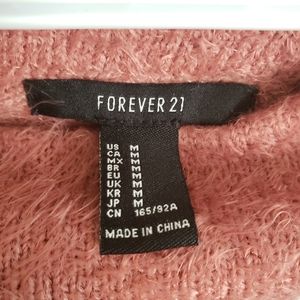 FOREVER 21
US M
CA M
MX M
BR M
EU M
UK M
KR M
JP M
CN 165/92A
MADE IN CHINA